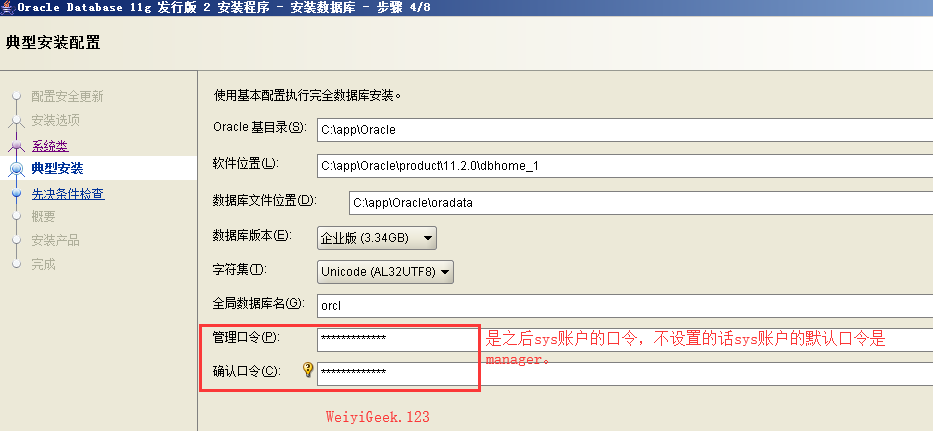 Oracle Database 11g 发行版 2 安装程序 - 安装数据库 - 步骤 4/8
典型安装配置
配置安全更新
安装选项
系统类
典型安装
先决条件检查
概要
安装产品
完成
使用基本配置执行完全数据库安装。
Oracle 基目录(S): C:\app\Oracle
软件位置(L): C:\app\Oracle\product\11.2.0\dbhome_1
数据库文件位置(D): C:\app\Oracle\oradata
数据库版本(E): 企业版 (3.34GB)
字符集(T): Unicode (AL32UTF8)
全局数据库名(G): orcl
管理口令(P): *************
确认口令(C): *************
是之后sys账户的口令，不设置的话sys账户的默认口令是
manager。
WeiyiGeek.123